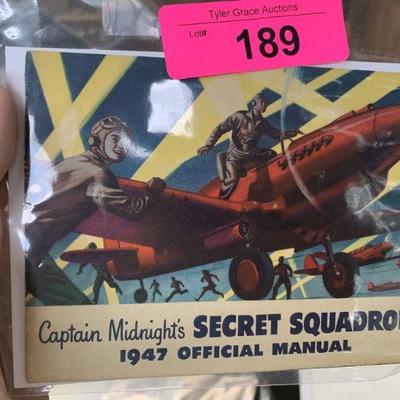 Tyler Grace Auctions
Lot#. 189
Captain Midnight's SECRET SQUADRO
1947 OFFICIAL MANUAL